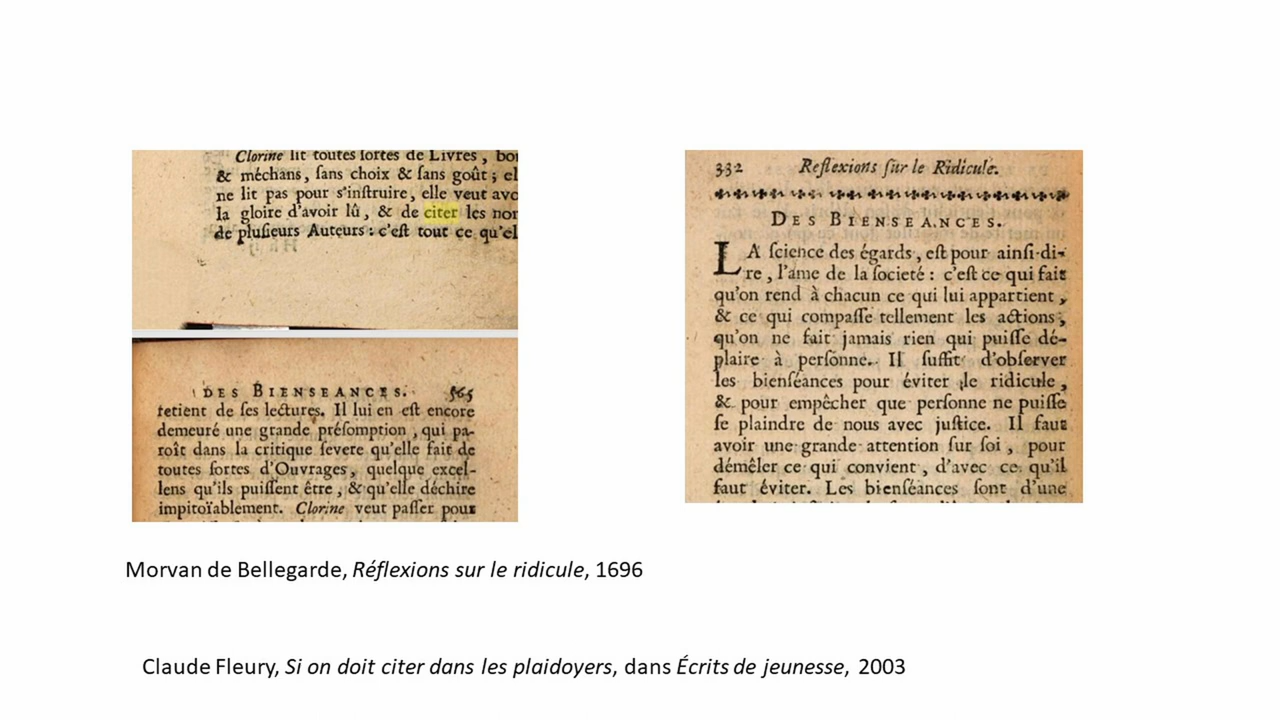 Clorine lit toutes ſortes de Livres,
& méchans, ſans choix & ſans goût;
ne lit pas pour s'inſtruire, elle veut
la gloire d'avoir lû, & de citer les
de pluſieurs Auteurs: c'eſt tout ce
DES BIENSEANCES. 565
retient de ſes lectures. Il lui en eſt encore
demeuré une grande préſomption, qui pa-
roît dans la critique ſevere qu'elle fait de
toutes ſortes d'Ouvrages, quelque excel-
lens qu'ils puiſſent être, & qu'elle déchire
impitoïablement. Clorine veut paſſer pour
332 Reflexions ſur le Ridicule.
DES BIENSEANCES.
LA ſcience des égards, eſt pour ainſi-di-
re, l'ame de la ſocieté: c'eſt ce qui fait
qu'on rend à chacun ce qui lui appartient,
& ce qui compaſſe tellement les actions,
qu'on ne fait jamais rien qui puiſſe dé-
plaire à perſonne. Il ſuffit d'obſerver
les bienſéances pour éviter le ridicule,
& pour empêcher que perſonne ne puiſſe
ſe plaindre de nous avec juſtice. Il faut
avoir une grande attention ſur ſoi, pour
démêler ce qui convient, d'avec ce qu'il
faut éviter. Les bienſéances ſont d'une
Morvan de Bellegarde, Réflexions sur le ridicule, 1696
Claude Fleury, Si on doit citer dans les plaidoyers, dans Écrits de jeunesse, 2003